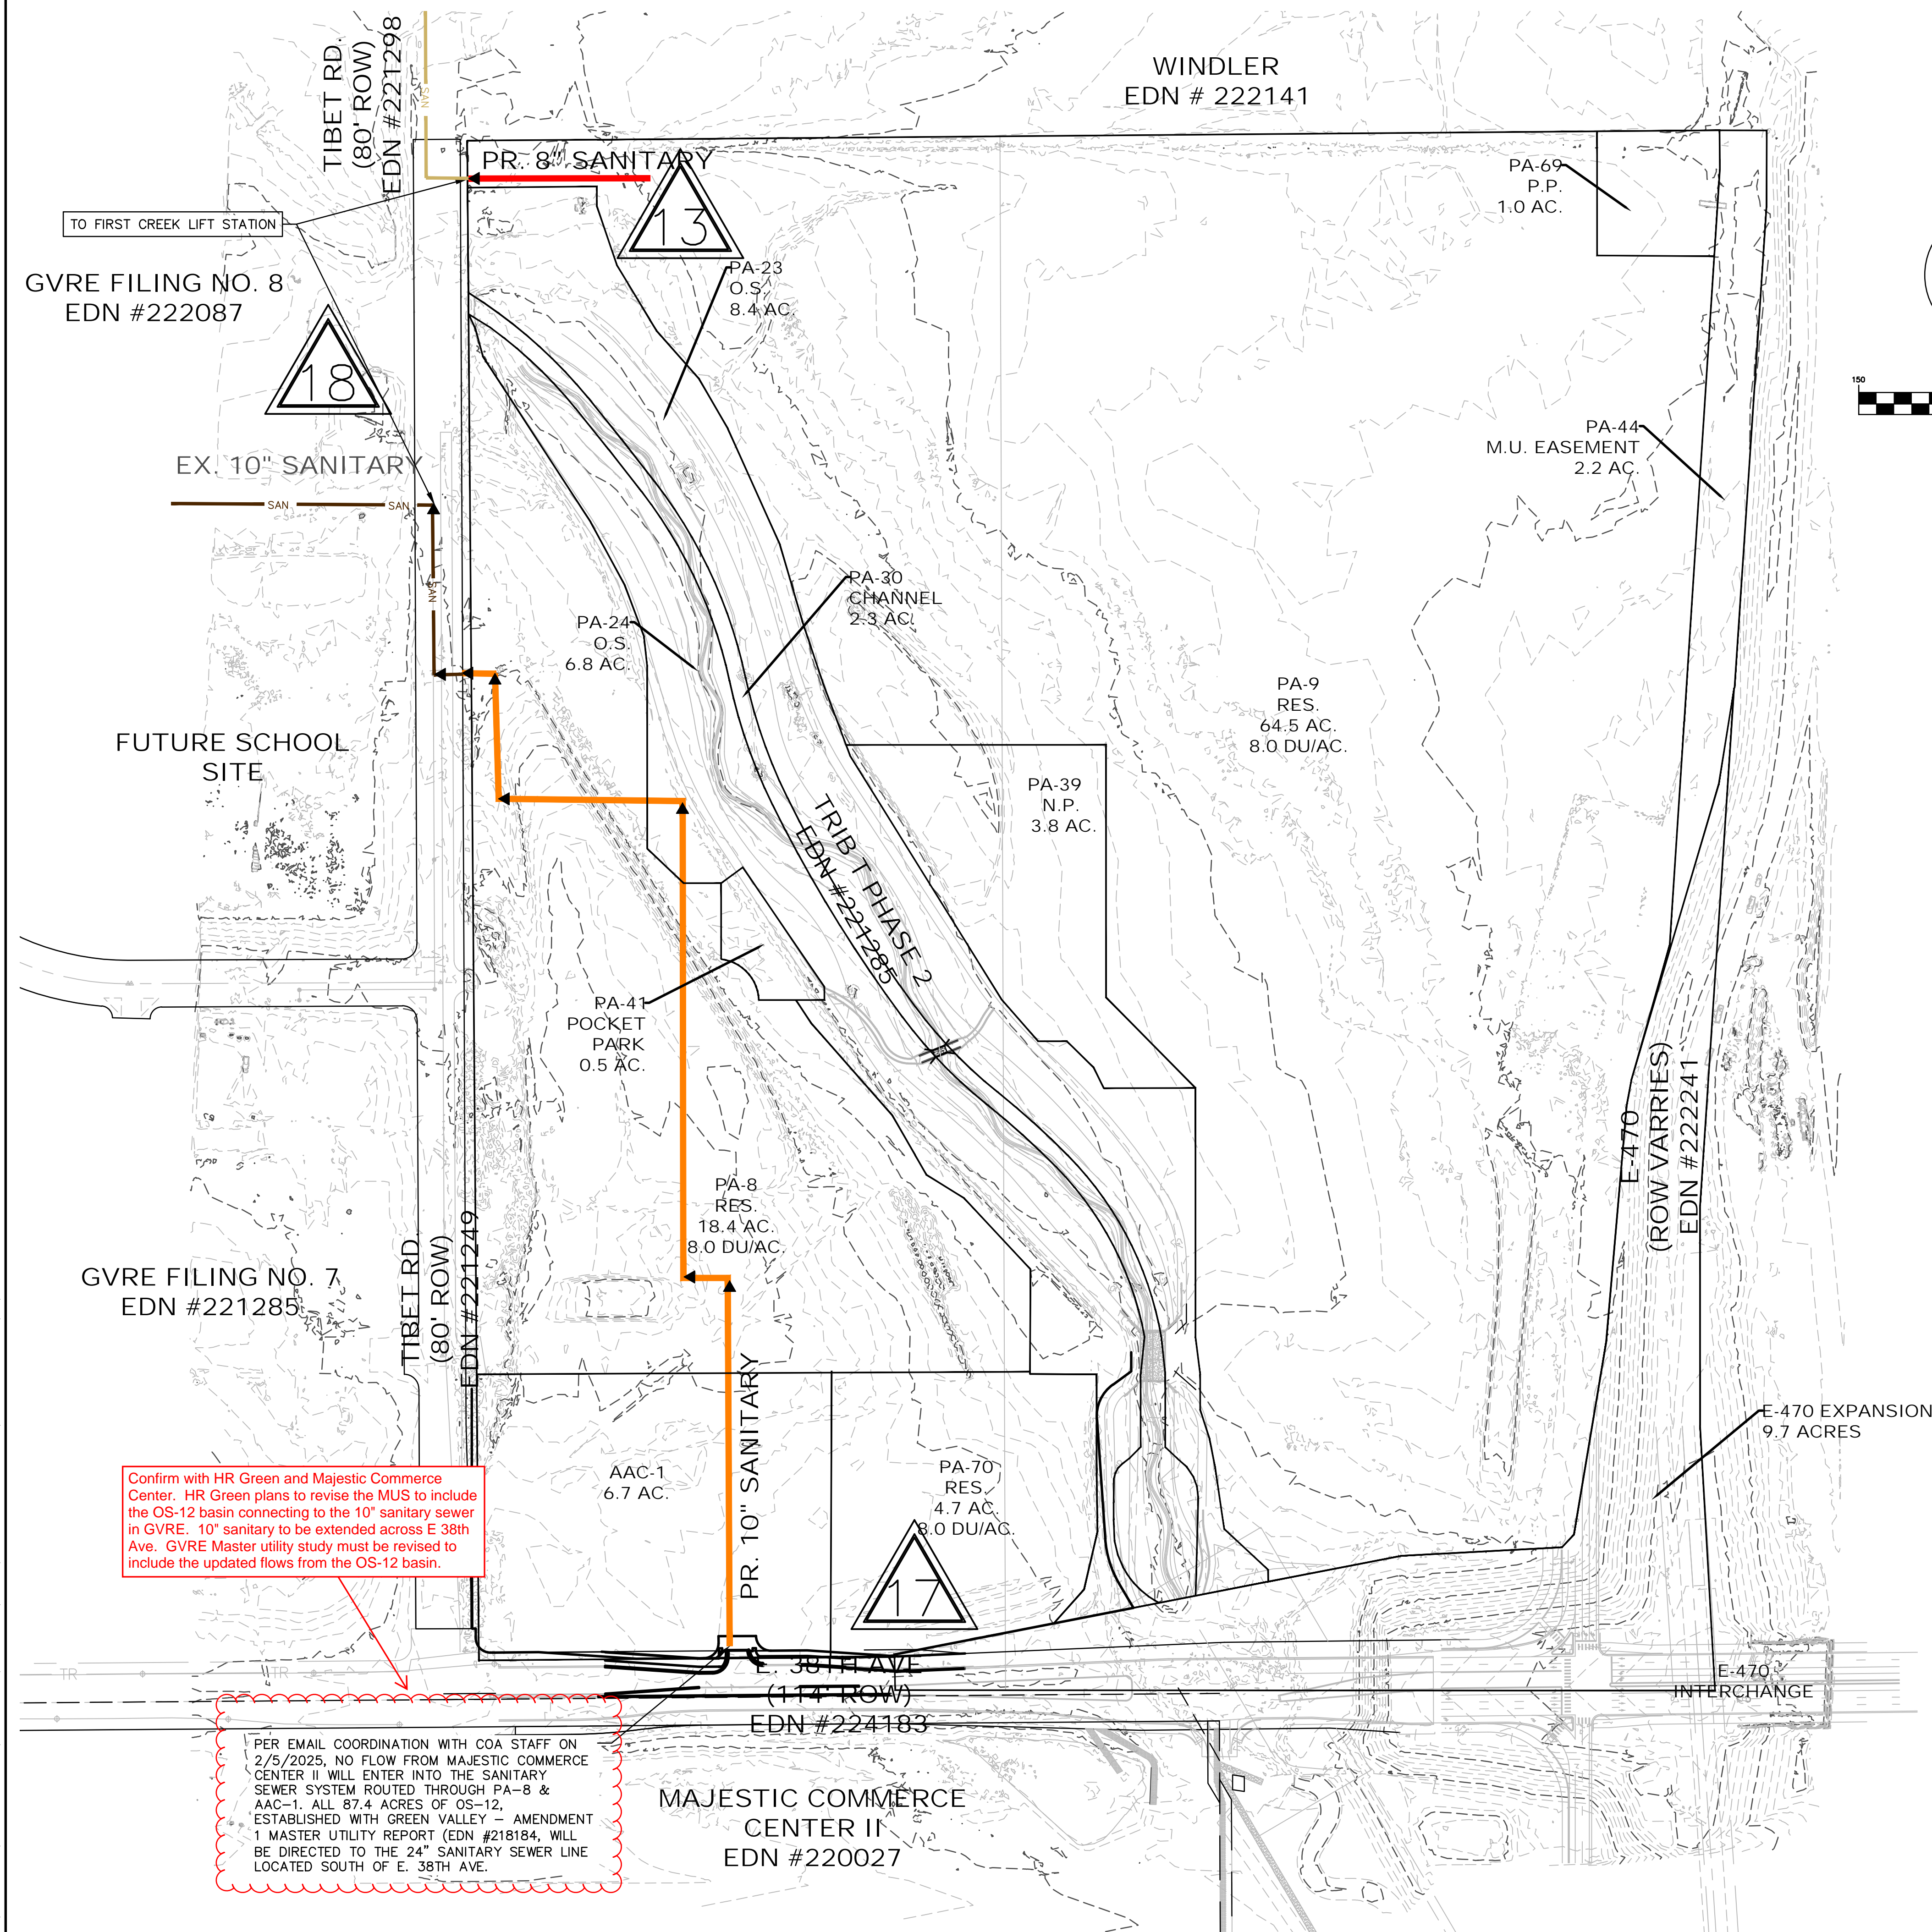 TIBET RD.
(80' ROW)
EDN #221298
SAN
WINDLER
EDN # 222141
PR. 8" SANITARY
13
PA-69
P.P.
1.0 AC.
TO FIRST CREEK LIFT STATION
GVRE FILING NO. 8
EDN #222087
18
PA-23
O.S.
8.4 AC.
150
EX. 10" SANITARY
SAN
SAN
SAN
PA-44
M.U. EASEMENT
2.2 AC.
PA-30
CHANNEL
2.3 AC.
PA-24
O.S.
6.8 AC.
PA-9
RES.
64.5 AC.
8.0 DU/AC.
FUTURE SCHOOL
SITE
PA-39
N.P.
3.8 AC.
TRIB T PHASE 2
EDN #221285
PA-41
POCKET
PARK
0.5 AC.
E-470
(ROW VARRIES)
EDN #222241
PA-8
RES.
18.4 AC.
8.0 DU/AC.
TIBET RD.
(80' ROW)
EDN #221249
GVRE FILING NO. 7
EDN #221285
PR. 10" SANITARY
E-470 EXPANSION
9.7 ACRES
AAC-1
6.7 AC.
PA-70
RES.
4.7 AC.
8.0 DU/AC.
17
Confirm with HR Green and Majestic Commerce
Center. HR Green plans to revise the MUS to include
the OS-12 basin connecting to the 10" sanitary sewer
in GVRE. 10" sanitary to be extended across E 38th
Ave. GVRE Master utility study must be revised to
include the updated flows from the OS-12 basin.
TR
TR
E. 38TH AVE
(114' ROW)
EDN #224183
E-470
INTERCHANGE
PER EMAIL COORDINATION WITH COA STAFF ON
2/5/2025, NO FLOW FROM MAJESTIC COMMERCE
CENTER II WILL ENTER INTO THE SANITARY
SEWER SYSTEM ROUTED THROUGH PA-8 &
AAC-1. ALL 87.4 ACRES OF OS-12,
ESTABLISHED WITH GREEN VALLEY - AMENDMENT
1 MASTER UTILITY REPORT (EDN #218184, WILL
BE DIRECTED TO THE 24" SANITARY SEWER LINE
LOCATED SOUTH OF E. 38TH AVE.
MAJESTIC COMMERCE
CENTER II
EDN #220027